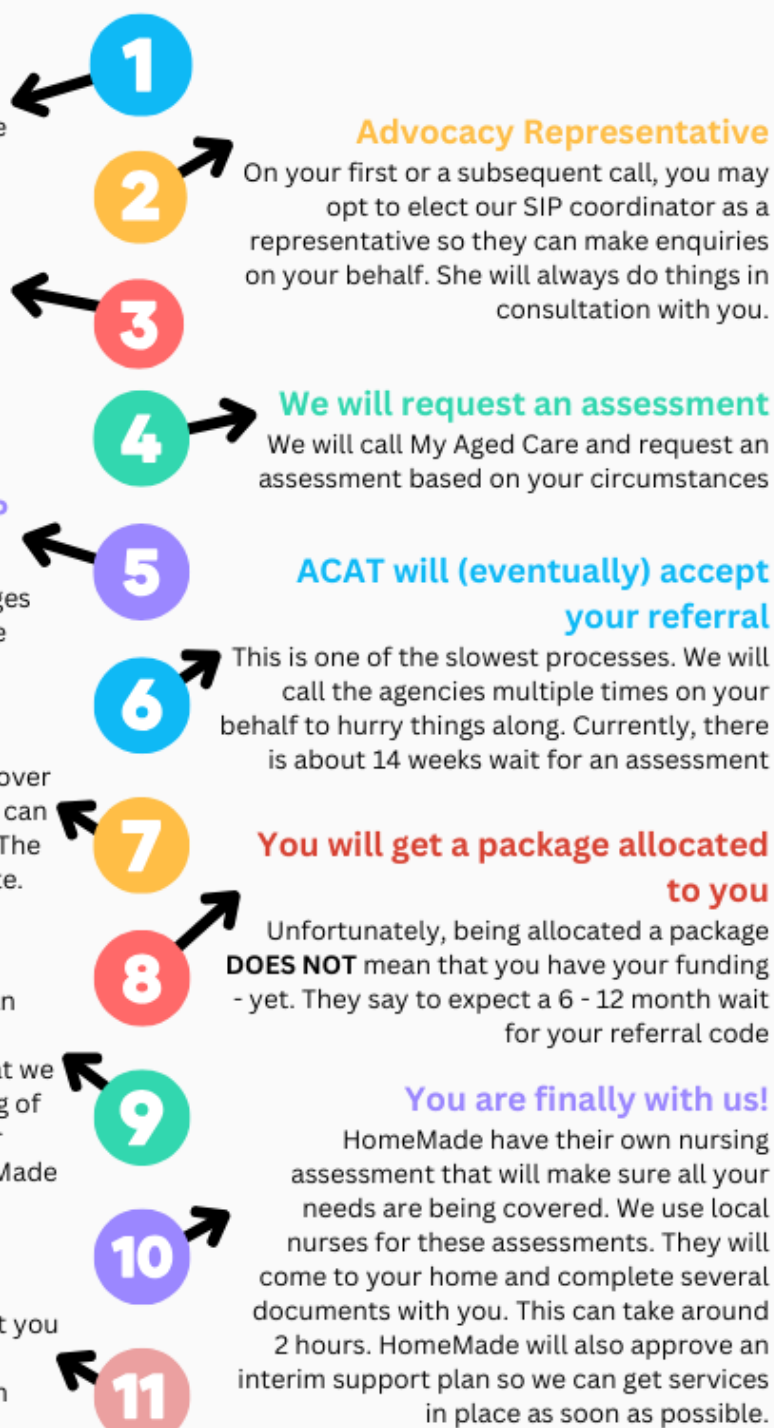 1
2
Advocacy Representative
On your first or a subsequent call, you may
opt to elect our SIP coordinator as a
representative so they can make enquiries
on your behalf. She will always do things in
consultation with you.
3
4
We will request an assessment
We will call My Aged Care and request an
assessment based on your circumstances
5
ACAT will (eventually) accept
your referral
6
This is one of the slowest processes. We will
call the agencies multiple times on your
behalf to hurry things along. Currently, there
is about 14 weeks wait for an assessment
over
can
The
7
You will get a package allocated
to you
8
Unfortunately, being allocated a package
DOES NOT mean that you have your funding
- yet. They say to expect a 6 - 12 month wait
for your referral code
we
of
Made
9
You are finally with us!
HomeMade have their own nursing
assessment that will make sure all your
needs are being covered. We use local
nurses for these assessments. They will
come to your home and complete several
documents with you. This can take around
2 hours. HomeMade will also approve an
interim support plan so we can get services
in place as soon as possible.
10
you
11